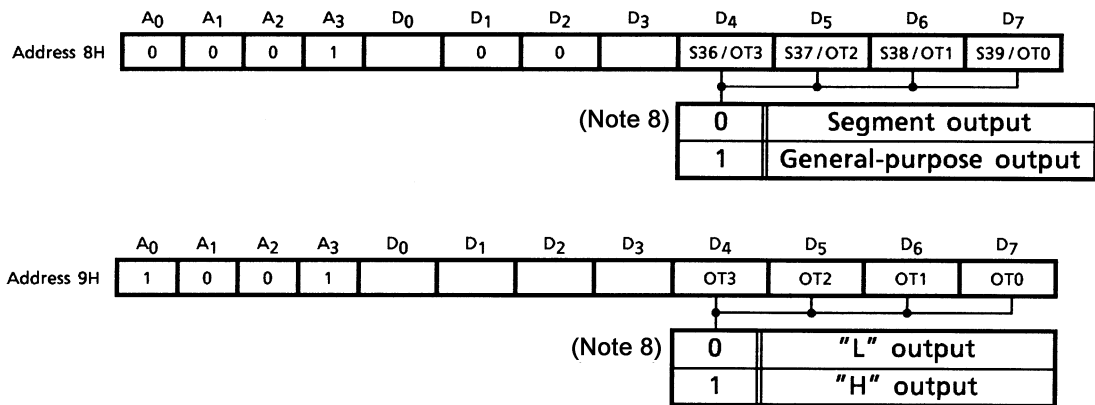 A0 A1 A2 A3 D0 D1 D2 D3 D4 D5 D6 D7
Address 8H 0 0 0 1 0 0 S36/OT3 S37/OT2 S38/OT1 S39/OT0
(Note 8) 0 Segment output
1 General-purpose output
A0 A1 A2 A3 D0 D1 D2 D3 D4 D5 D6 D7
Address 9H 1 0 0 1 OT3 OT2 OT1 OT0
(Note 8) 0 "L" output
1 "H" output